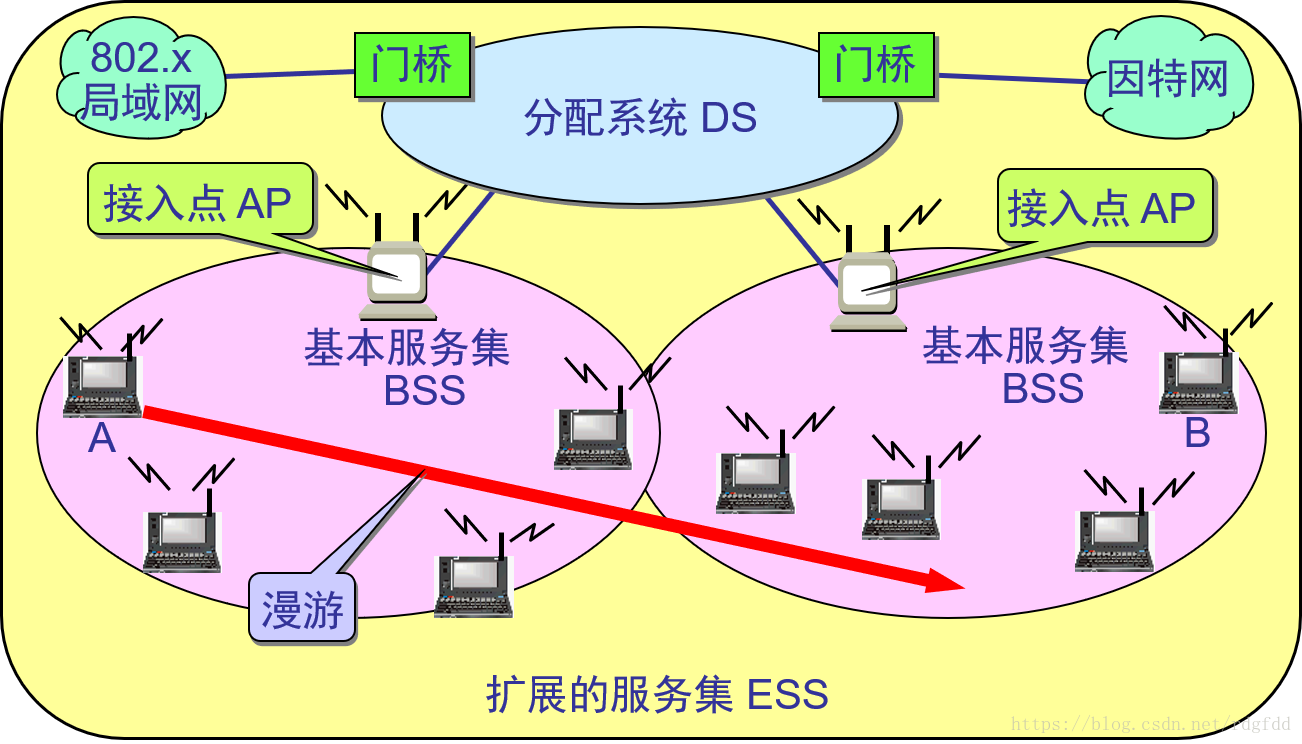 802.x
局域网
门桥
分配系统 DS
门桥
因特网
接入点 AP
接入点 AP
基本服务集
BSS
基本服务集
BSS
A
B
漫游
扩展的服务集 ESS
https://blog.csdn.net/rdgfdd